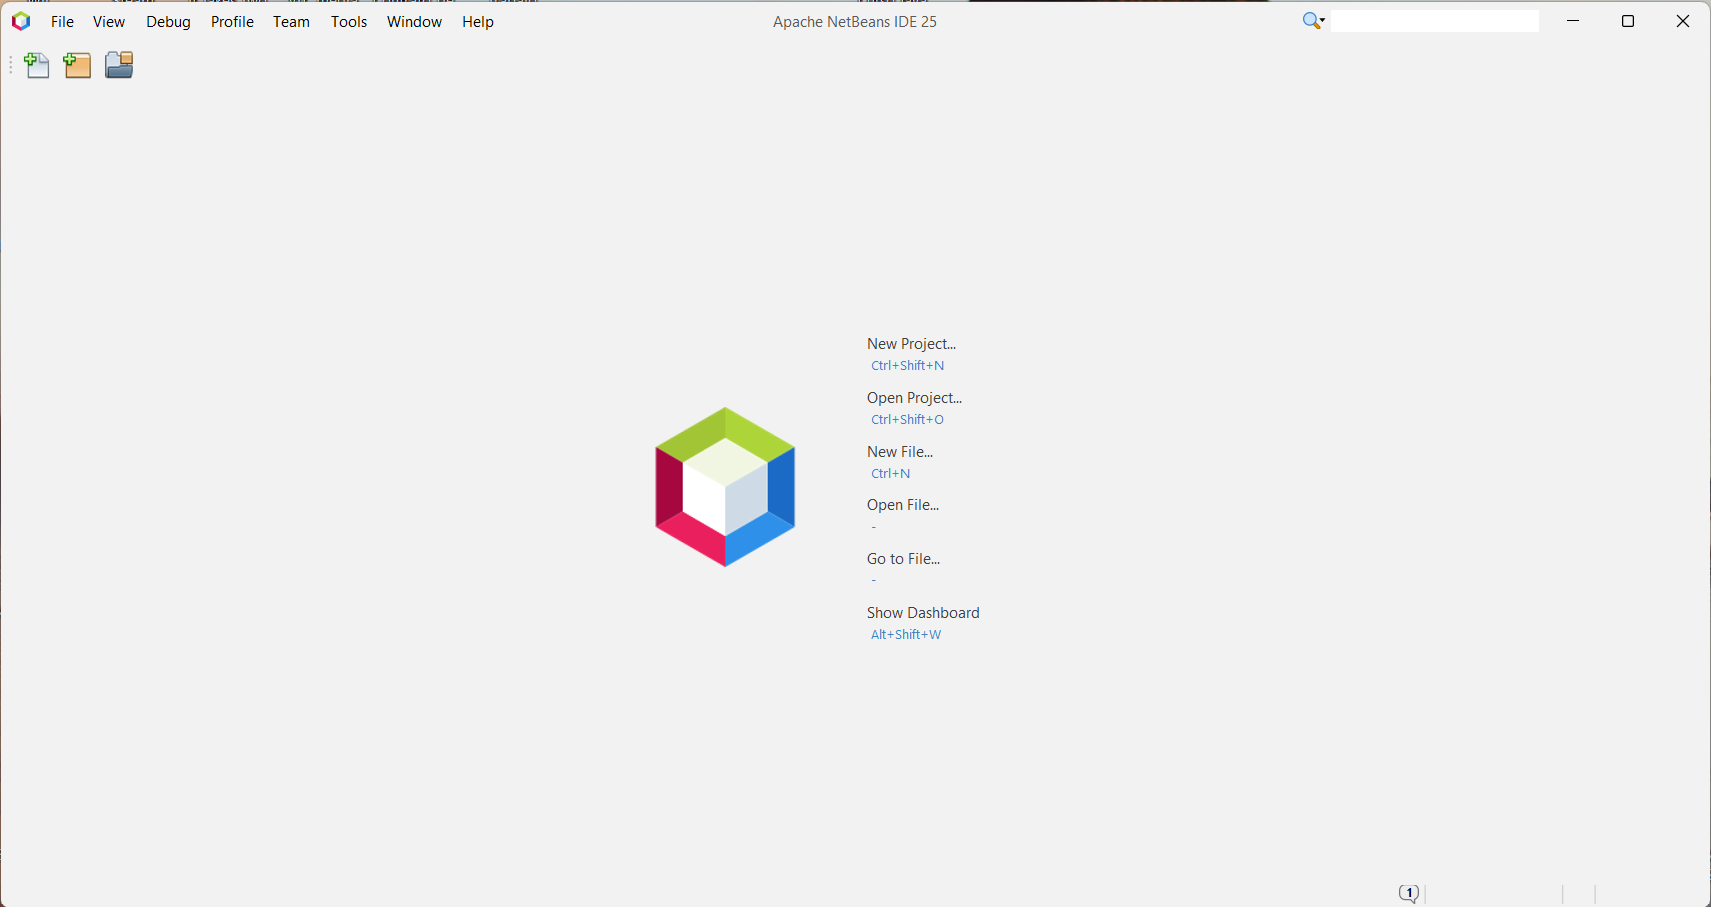 File View Debug Profile Team Tools Window Help Apache NetBeans IDE 25
New Project...
Ctrl+Shift+N
Open Project...
Ctrl+Shift+O
New File...
Ctrl+N
Open File...
-
Go to File...
-
Show Dashboard
Alt+Shift+W
1